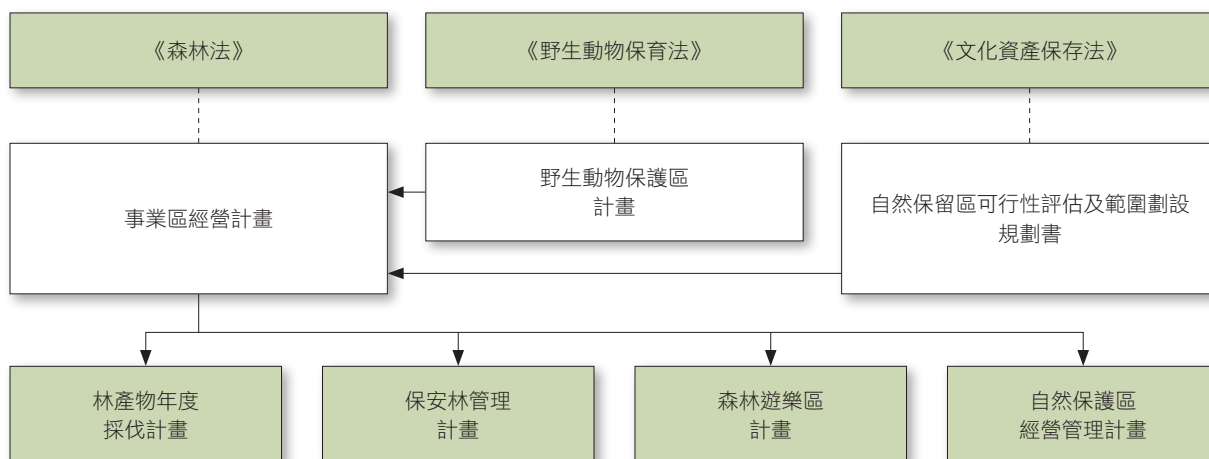 《森林法》
《野生動物保育法》
《文化資產保存法》
事業區經營計畫
野生動物保護區
計畫
自然保留區可行性評估及範圍劃設
規劃書
林產物年度
採伐計畫
保安林管理
計畫
森林遊樂區
計畫
自然保護區
經營管理計畫